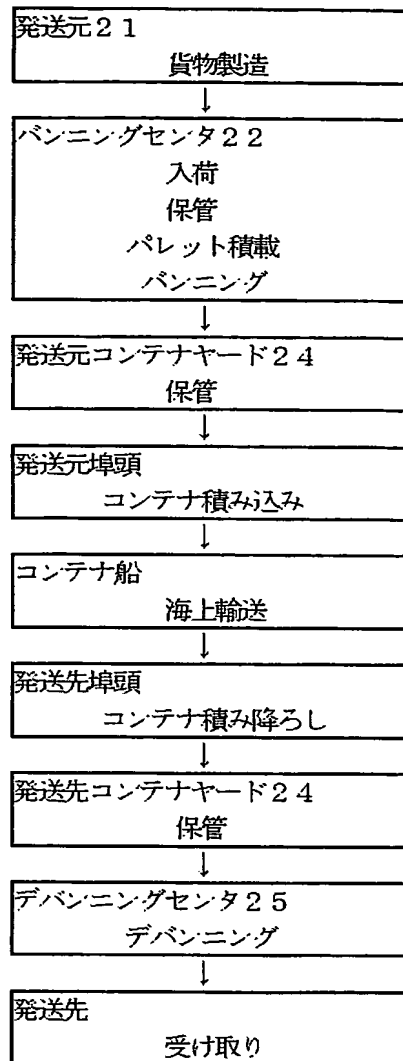 発送元２１
貨物製造
↓
バンニングセンタ２２
入荷
保管
パレット積載
バンニング
↓
発送元コンテナヤード２４
保管
↓
発送元埠頭
コンテナ積み込み
↓
コンテナ船
海上輸送
↓
発送先埠頭
コンテナ積み降ろし
↓
発送先コンテナヤード２４
保管
↓
デバンニングセンタ２５
デバンニング
↓
発送先
受け取り